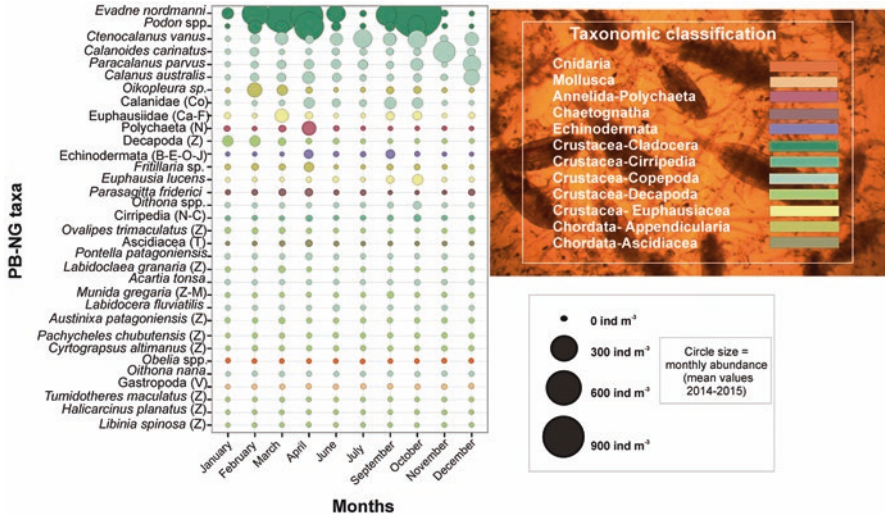 PB-NG taxa
Evadne nordmanni
Podon spp.
Ctenocalanus vanus
Calanoides carinatus
Paracalanus parvus
Calanus australis
Oikopleura sp.
Calanidae (Co)
Euphausiidae (Ca-F)
Polychaeta (N)
Decapoda (Z)
Echinodermata (B-E-O-J)
Fritillaria sp.
Euphausia lucens
Parasagitta friderici
Oithona spp.
Cirripedia (N-C)
Ovalipes trimaculatus (Z)
Ascidiacea (T)
Pontella patagoniensis
Labidoclaea granaria (Z)
Acartia tonsa
Munida gregaria (Z-M)
Labidocera fluviatilis
Austinixa patagoniensis (Z)
Pachycheles chubutensis (Z)
Cyrtograpsus altimanus (Z)
Obelia spp.
Oithona nana
Gastropoda (V)
Tumidotheres maculatus (Z)
Halicarcinus planatus (Z)
Libinia spinosa (Z)
January
February
March
April
June
July
September
October
November
December
Months
Taxonomic classification
Cnidaria
Mollusca
Annelida-Polychaeta
Chaetognatha
Echinodermata
Crustacea-Cladocera
Crustacea-Cirripedia
Crustacea-Copepoda
Crustacea-Decapoda
Crustacea- Euphausiacea
Chordata- Appendicularia
Chordata-Ascidiacea
0 ind m⁻³
300 ind m⁻³
600 ind m⁻³
900 ind m⁻³
Circle size =
monthly abundance
(mean values
2014-2015)